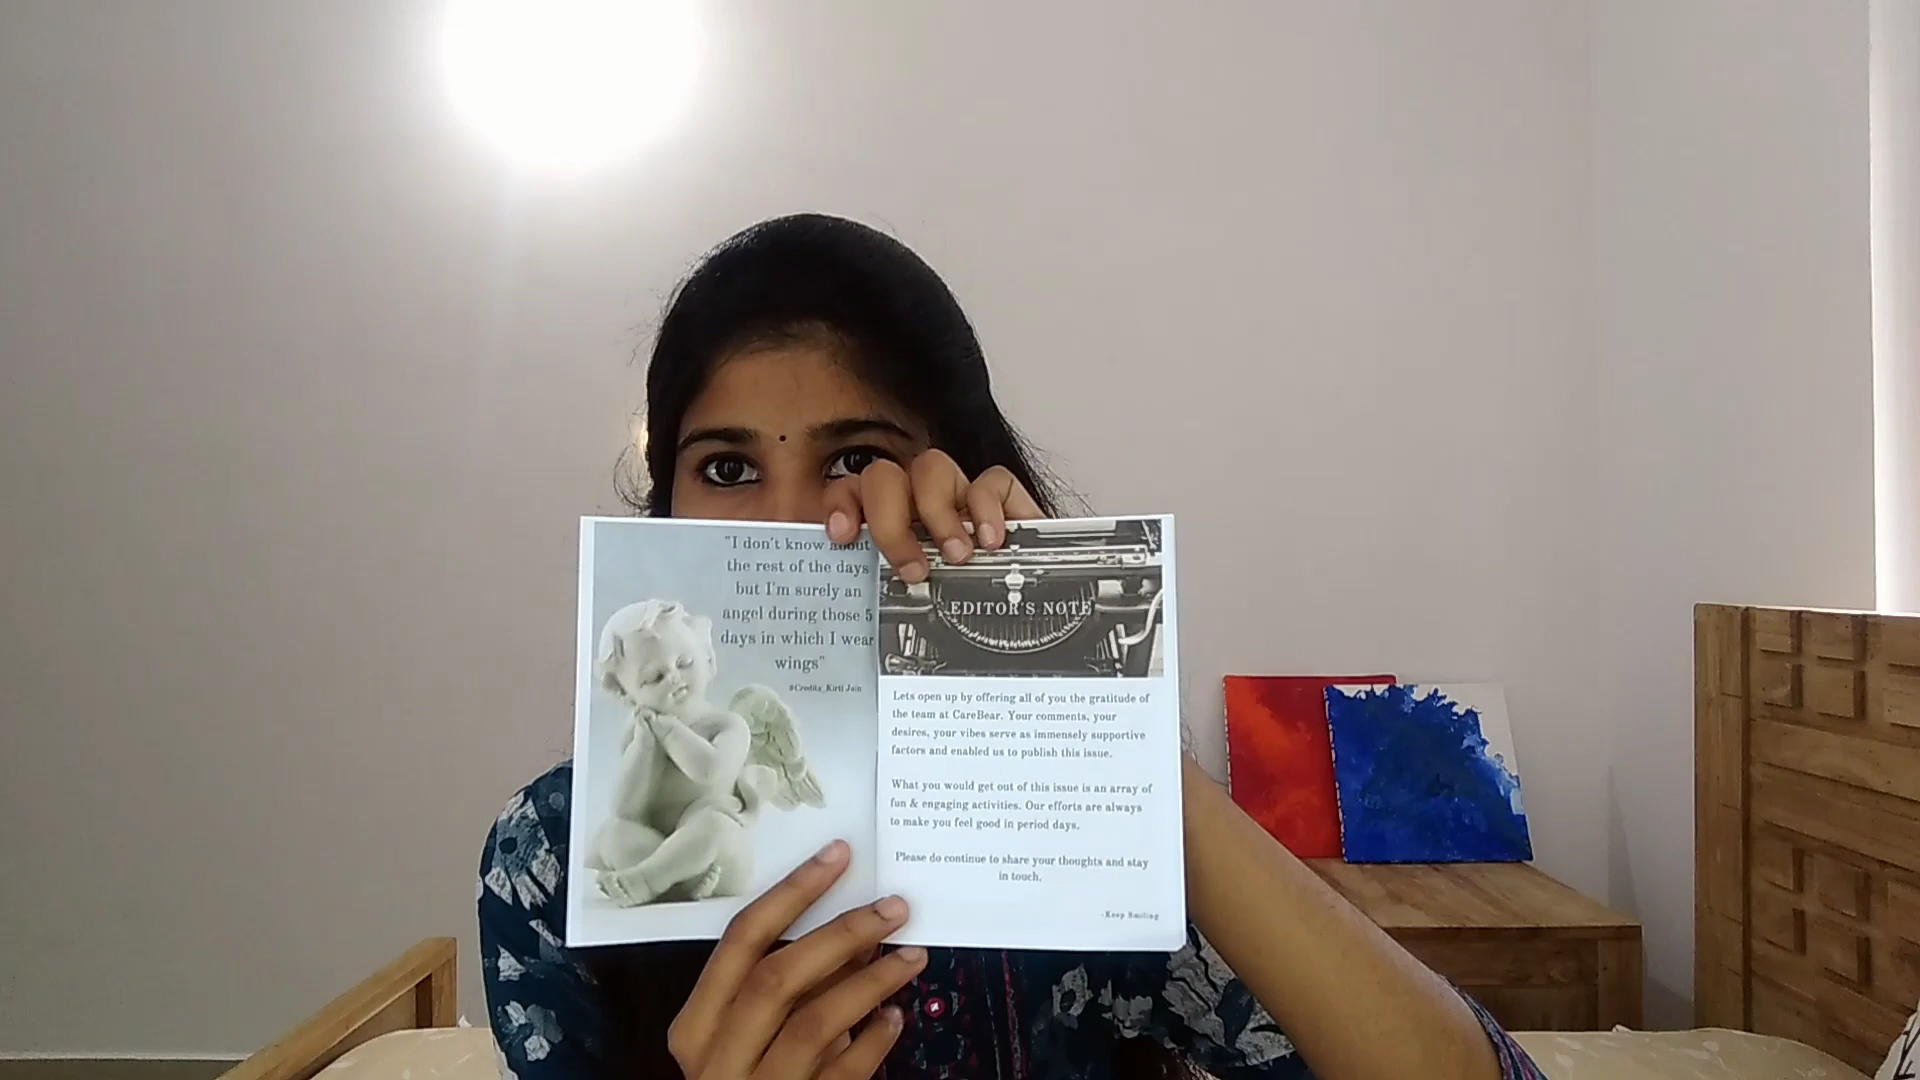 "I don't know about
the rest of the days
but I'm surely an
angel during those 5
days in which I wear
wings"
#Credits_Kirti Jain
EDITOR'S NOTE
Lets open up by offering all of you the gratitude of
the team at CareBear. Your comments, your
desires, your vibes serve as immensely supportive
factors and enabled us to publish this issue.
What you would get out of this issue is an array of
fun & engaging activities. Our efforts are always
to make you feel good in period days.
Please do continue to share your thoughts and stay
in touch.
-Keep Smiling